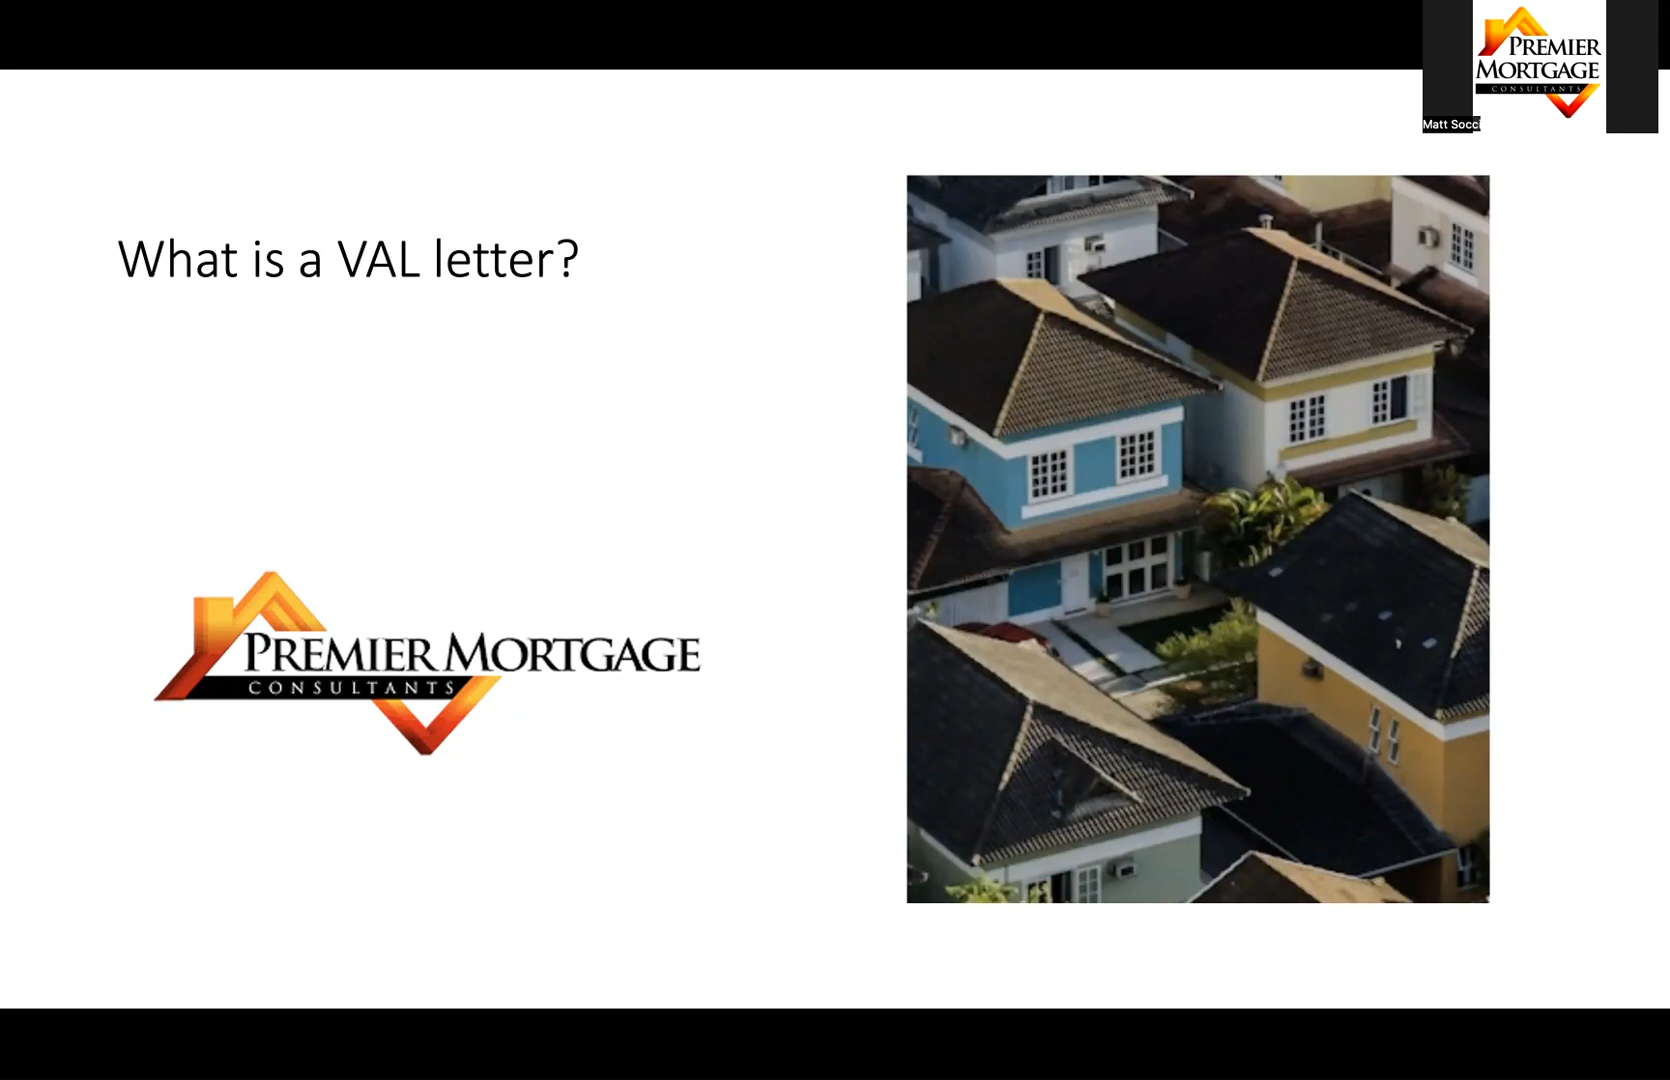 PREMIER
MORTGAGE
CONSULTANTS
Matt Socci
What is a VAL letter?
PREMIER MORTGAGE
CONSULTANTS